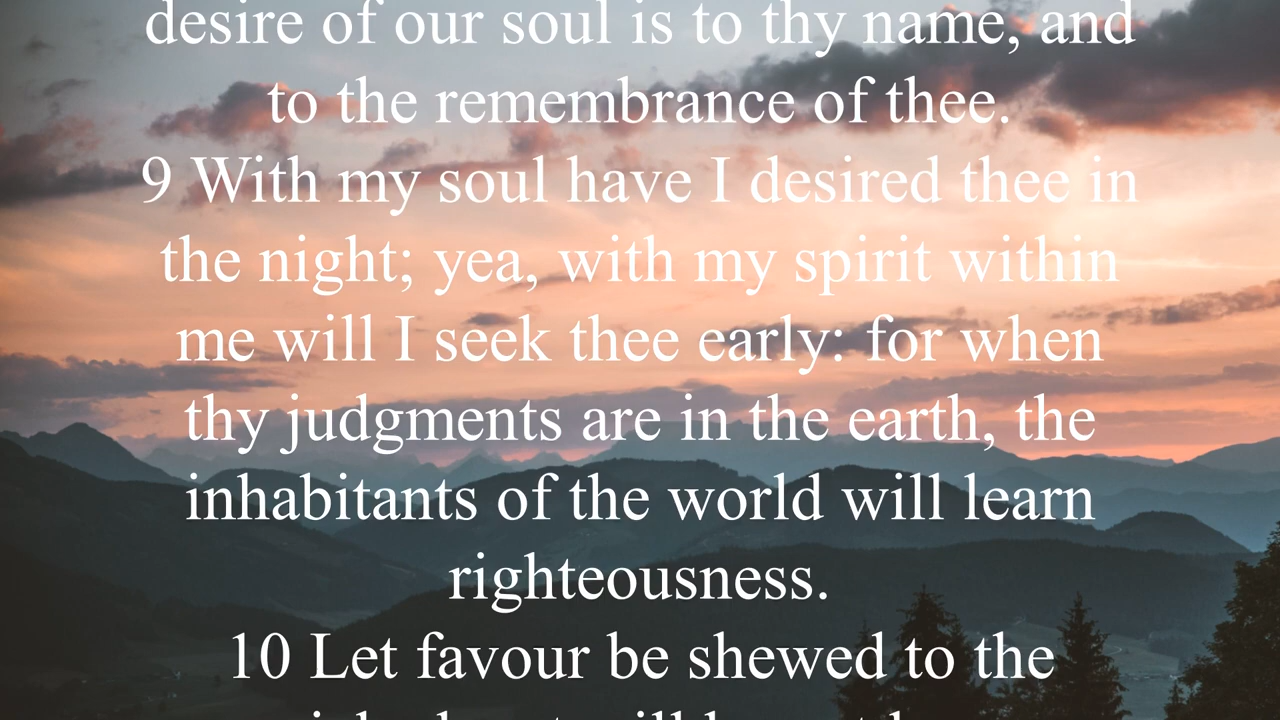 desire of our soul is to thy name, and
to the remembrance of thee.
9 With my soul have I desired thee in
the night; yea, with my spirit within
me will I seek thee early: for when
thy judgments are in the earth, the
inhabitants of the world will learn
righteousness.
10 Let favour be shewed to the